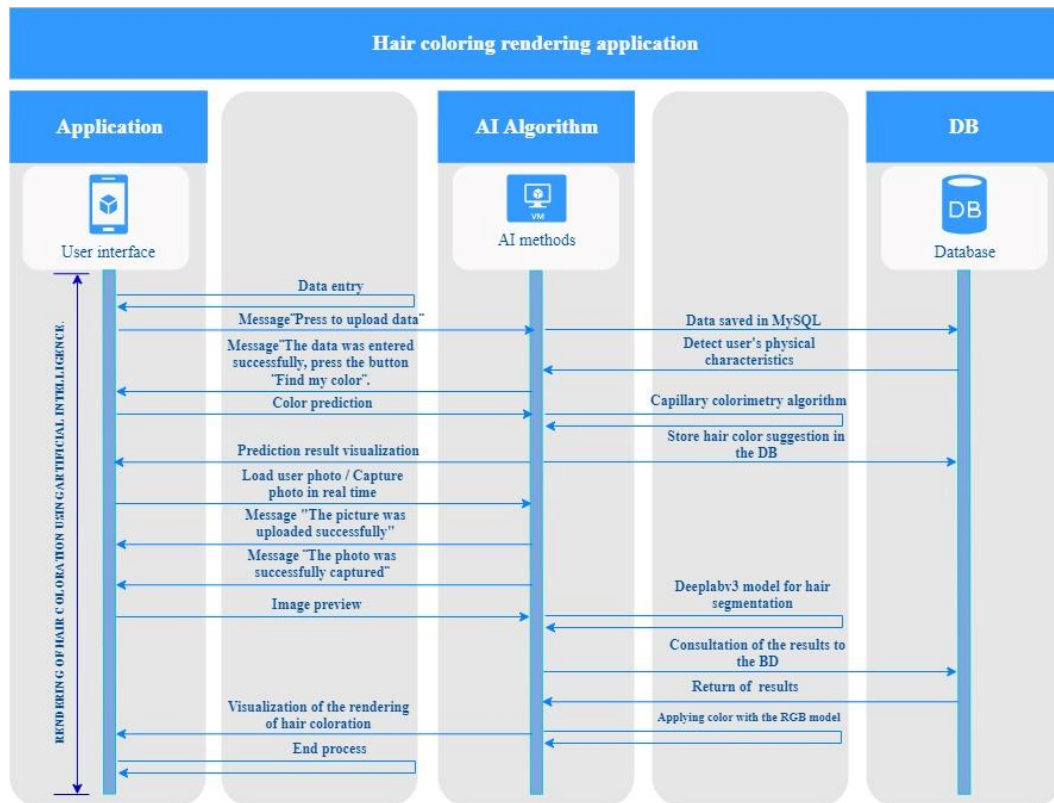 Hair coloring rendering application
Application
AI Algorithm
DB
VM
DB
User interface
AI methods
Database
RENDERING OF HAIR COLORATION USING ARTIFICIAL INTELLIGENCE.
Data entry
Message¨Press to upload data¨
Data saved in MySQL
Message¨The data was entered
successfully, press the button
¨Find my color¨.
Detect user's physical
characteristics
Color prediction
Capillary colorimetry algorithm
Prediction result visualization
Store hair color suggestion in
the DB
Load user photo / Capture
photo in real time
Message "The picture was
uploaded successfully"
Message ¨The photo was
successfully captured¨
Image preview
Deeplabv3 model for hair
segmentation
Consultation of the results to
the BD
Return of results
Visualization of the rendering
of hair coloration
Applying color with the RGB model
End process